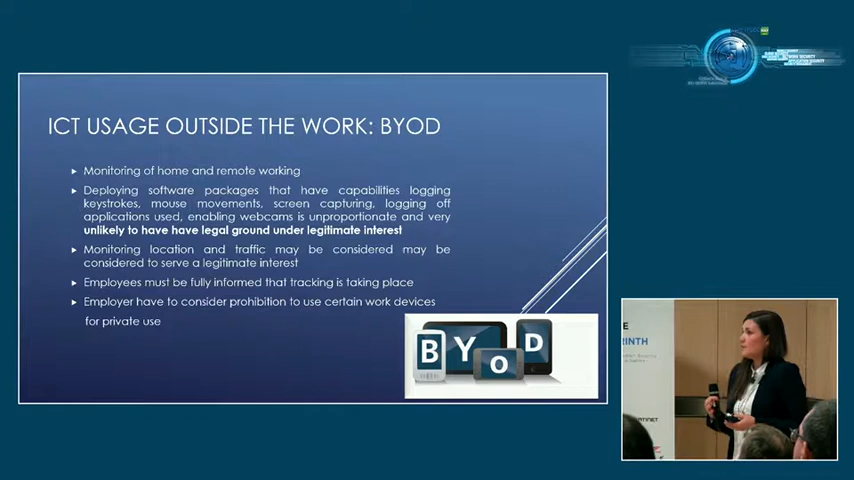 ICT USAGE OUTSIDE THE WORK: BYOD
Monitoring of home and remote working
Deploying software packages that have capabilities logging
keystrokes, mouse movements, screen capturing, logging off
applications used, enabling webcams is unproportionate and very
unlikely to have have legal ground under legitimate interest
Monitoring location and traffic may be considered may be
considered to serve a legitimate interest
Employees must be fully informed that tracking is taking place
Employer have to consider prohibition to use certain work devices
for private use
B Y O D
E
RINTH